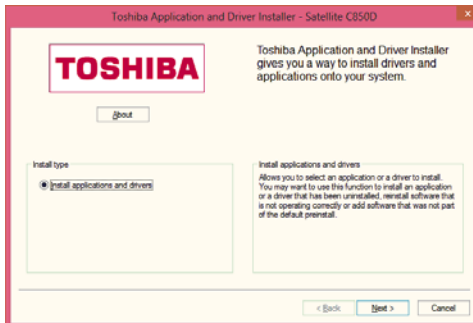 Toshiba Application and Driver Installer - Satellite C850D
x
TOSHIBA
Toshiba Application and Driver Installer
gives you a way to install drivers and
applications onto your system.
About
Install type
Install applications and drivers
Install applications and drivers
Allows you to select an application or a driver to install.
You may want to use this function to install an application
or a driver that has been uninstalled, reinstall software that
is not operating correctly or add software that was not part
of the default preinstall.
< Back
Next >
Cancel